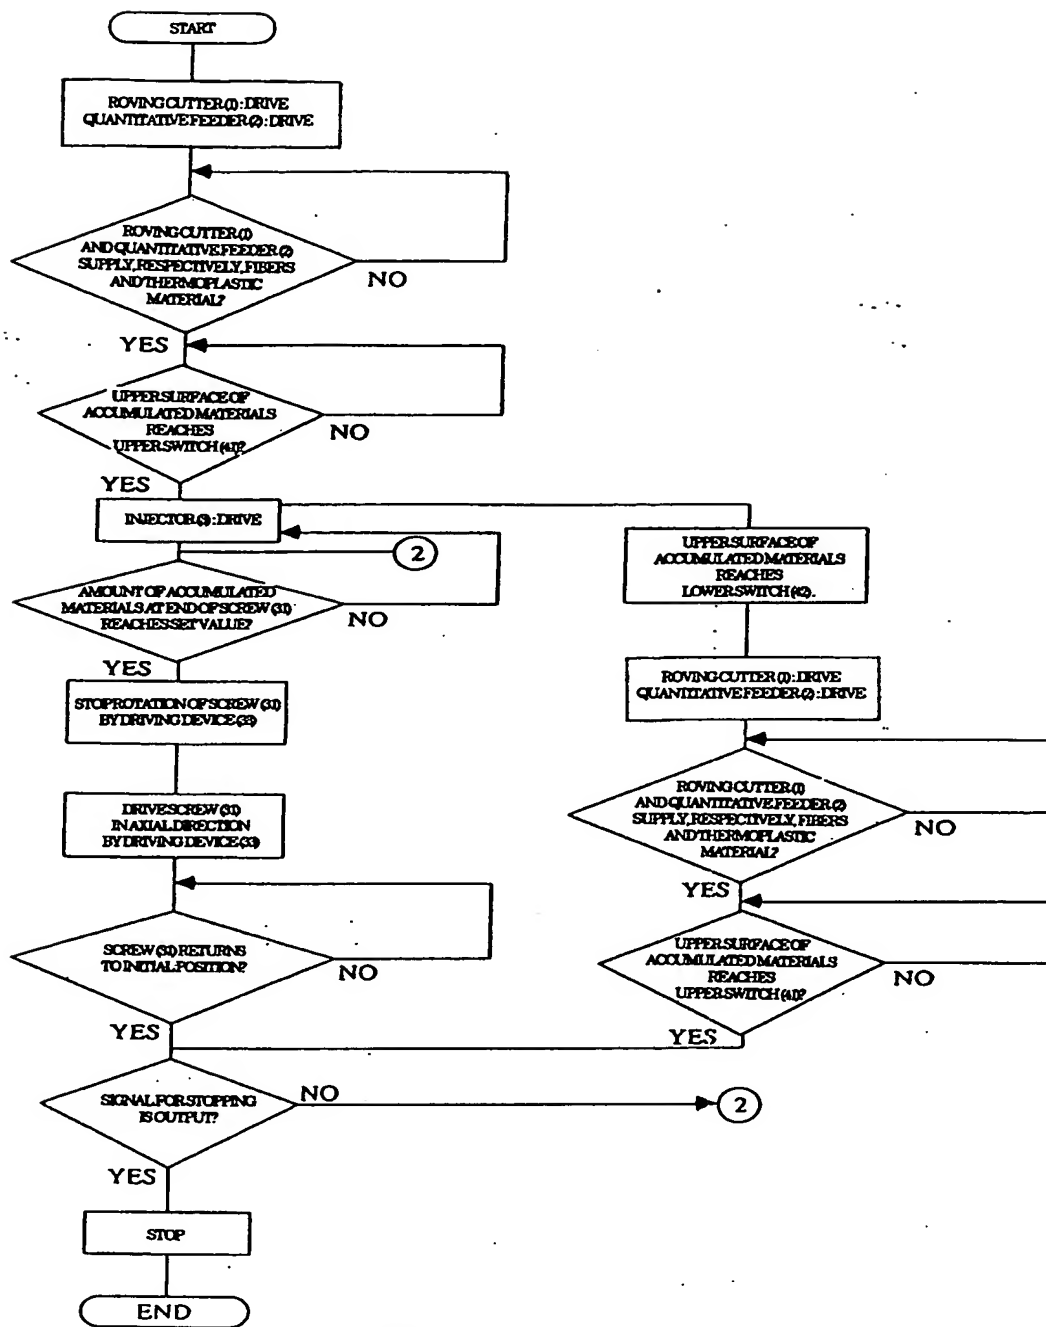 START
ROVING CUTTER (1) : DRIVE
QUANTITATIVE FEEDER (2) : DRIVE
ROVING CUTTER (1)
AND QUANTITATIVE FEEDER (2)
SUPPLY, RESPECTIVELY, FIBERS
AND THERMOPLASTIC
MATERIAL?
NO
YES
UPPER SURFACE OF
ACCUMULATED MATERIALS
REACHES
UPPER SWITCH (41)?
NO
YES
INJECTOR (3) : DRIVE
2
AMOUNT OF ACCUMULATED
MATERIALS AT END OF SCREW (31)
REACHES SET VALUE?
NO
YES
STOP ROTATION OF SCREW (31)
BY DRIVING DEVICE (33)
DRIVE SCREW (31)
IN AXIAL DIRECTION
BY DRIVING DEVICE (33)
SCREW (31) RETURNS
TO INITIAL POSITION?
NO
YES
UPPER SURFACE OF
ACCUMULATED MATERIALS
REACHES
LOWER SWITCH (42).
ROVING CUTTER (1) : DRIVE
QUANTITATIVE FEEDER (2) : DRIVE
ROVING CUTTER (1)
AND QUANTITATIVE FEEDER (2)
SUPPLY, RESPECTIVELY, FIBERS
AND THERMOPLASTIC
MATERIAL?
NO
YES
UPPER SURFACE OF
ACCUMULATED MATERIALS
REACHES
UPPER SWITCH (41)?
NO
YES
SIGNAL FOR STOPPING
IS OUTPUT?
NO
2
YES
STOP
END